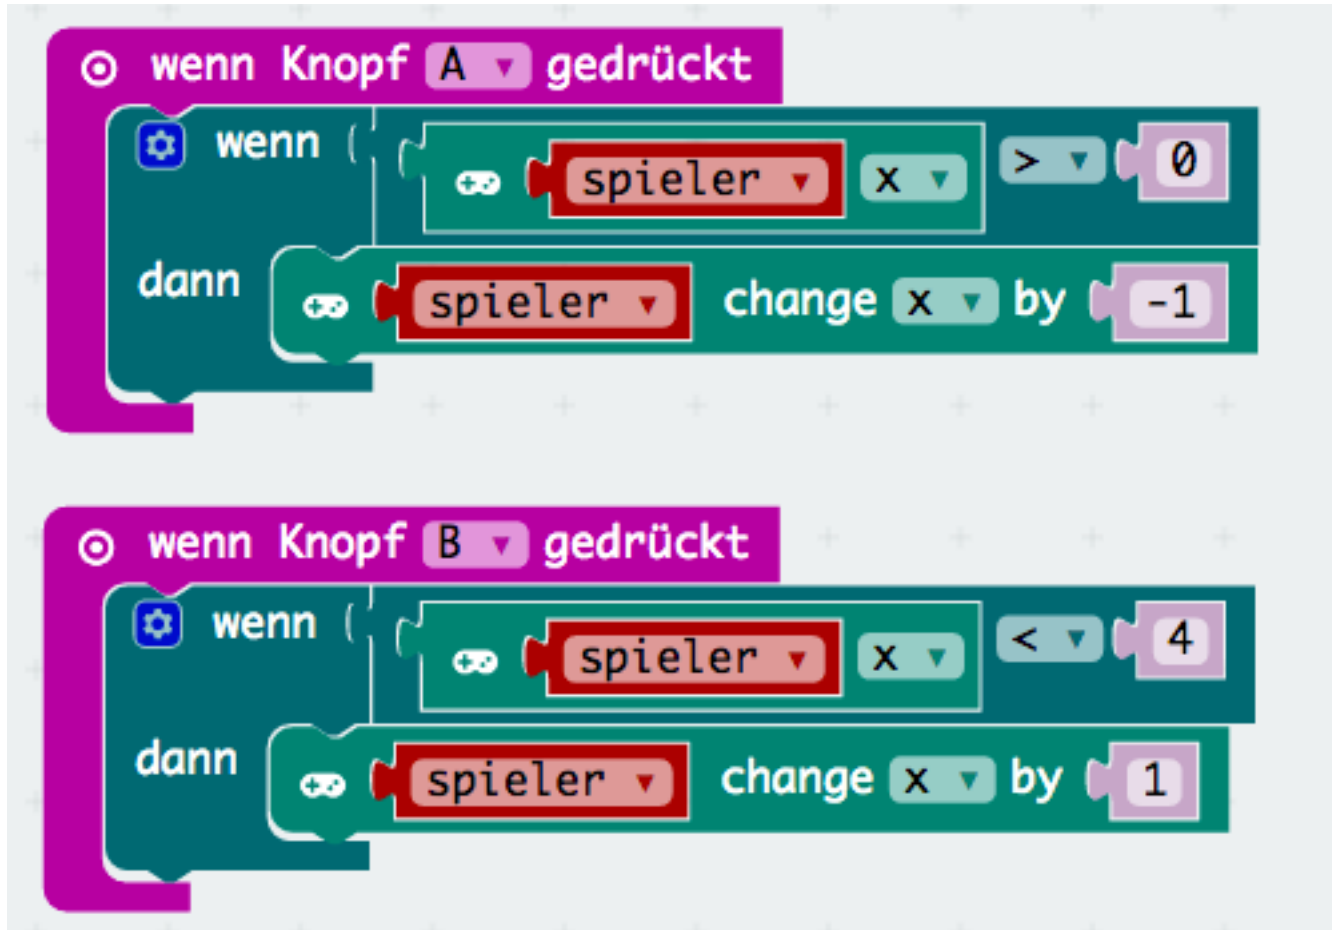 wenn Knopf A gedrückt
wenn spieler x > 0
dann spieler change x by -1
wenn Knopf B gedrückt
wenn spieler x < 4
dann spieler change x by 1